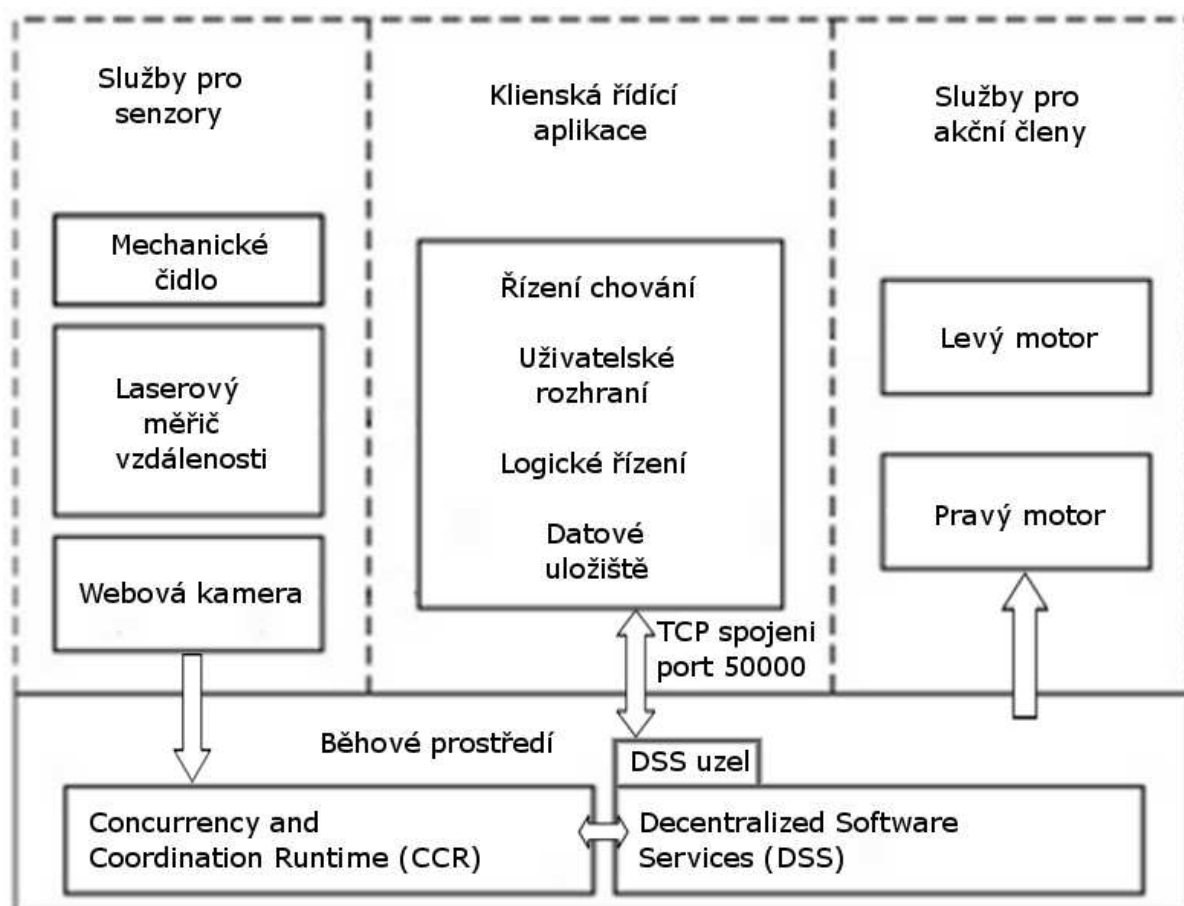 Služby pro
senzory
Mechanické
čidlo
Laserový
měřič
vzdálenosti
Webová kamera
Klienská řídící
aplikace
Řízení chování
Uživatelské
rozhraní
Logické řízení
Datové
uložiště
TCP spojeni
port 50000
Služby pro
akční členy
Levý motor
Pravý motor
Běhové prostředí
DSS uzel
Concurrency and
Coordination Runtime (CCR)
Decentralized Software
Services (DSS)